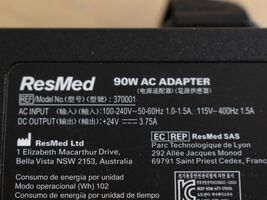 ResMed
90W AC ADAPTER
(电源适配器) (電源供應器)
REF/Model No.(型号) (型號) 370001
AC INPUT (输入) (輸入) 100-240V~50-60Hz 1.0-1.5A, 115V~400Hz 1.5A
DC OUTPUT (输出) (輸出) +24V 3.75A
ResMed Ltd
1 Elizabeth Macarthur Drive,
Bella Vista NSW 2153, Australia
EC REP ResMed SAS
Parc Technologique de Lyon
292 Allée Jacques Monod
69791 Saint Priest Cedex, France
Consumo de energía por unidad
Modo operacional (Wh) 102
Consumo de energía por unidad